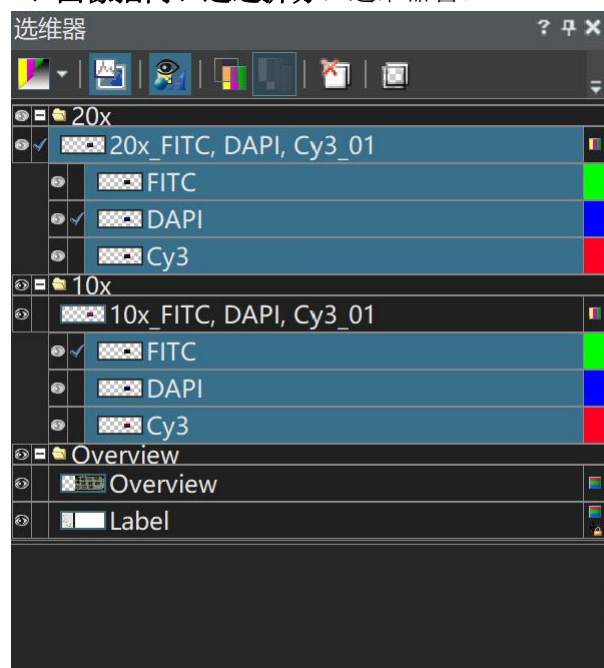 选维器
20x
20x_FITC, DAPI, Cy3_01
FITC
DAPI
Cy3
10x
10x_FITC, DAPI, Cy3_01
FITC
DAPI
Cy3
Overview
Overview
Label